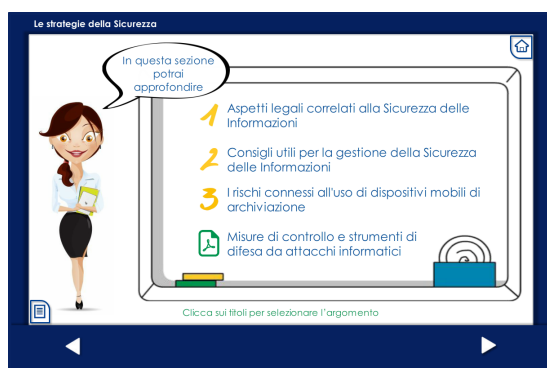 Le strategie della Sicurezza
In questa sezione
potrai
approfondire
1 Aspetti legali correlati alla Sicurezza delle
Informazioni
2 Consigli utili per la gestione della Sicurezza
delle Informazioni
3 I rischi connessi all'uso di dispositivi mobili di
archiviazione
Misure di controllo e strumenti di
difesa da attacchi informatici
Clicca sui titoli per selezionare l'argomento